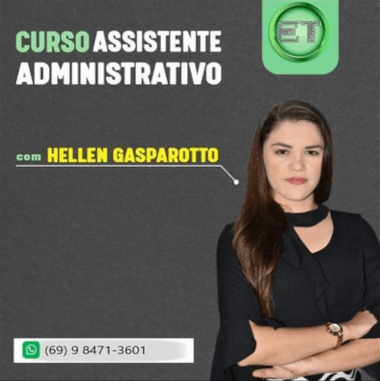 ET
CURSO ASSISTENTE
ADMINISTRATIVO
com HELLEN GASPAROTTO
(69) 9 8471-3601